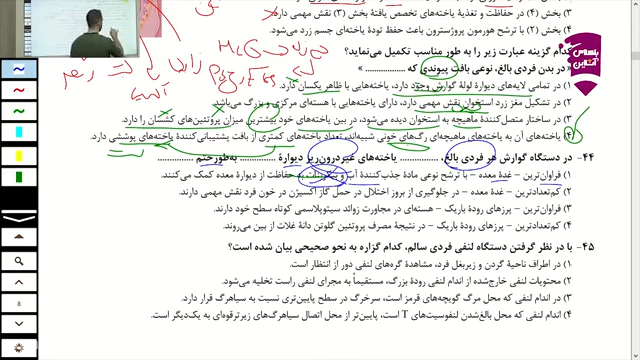 ۳) بخش (۲) در حفاظت و تغذیهٔ یاخته‌های تخصص یافتهٔ بخش (۳) نقش مهمی دارد.
۴) بخش (۴) با ترشح هورمون پروژسترون باعث حفظ تودهٔ یاخته‌ای جسم زرد می‌شود.
کدام گزینه عبارت زیر را به طور مناسب تکمیل می‌نماید؟
«در بدن فردی بالغ، نوعی بافت پیوندی که ................»
۱) در تمامی لایه‌های دیوارهٔ لولهٔ گوارش وجود دارد، یاخته‌هایی با ظاهر یکسان دارد.
۲) در تشکیل مغز زرد استخوان نقش مهمی دارد، دارای یاخته‌هایی با هستهٔ مرکزی و بزرگ می‌باشد.
۳) در ساختار متصل کنندهٔ ماهیچه به استخوان دیده می‌شود، در بین یاخته‌های خود بیشترین میزان پروتئین‌های کشسان را دارد.
۴) یاخته‌های آن به یاخته‌های ماهیچه‌ای رگ‌های خونی شبیه‌اند، تعداد یاخته‌های کمتری از بافت پشتیبانی کنندهٔ یاخته‌های پوششی دارد.
۴۴- در دستگاه گوارش هر فردی بالغ، ............ یاخته‌های غیردرون‌ریز دیوارهٔ ................ به‌طور حتم ................
۱) فراوان‌ترین - غدهٔ معده - با ترشح نوعی مادهٔ جذب‌کنندهٔ آب و بیکربنات به حفاظت از دیوارهٔ معده کمک می‌کنند.
۲) کم‌تعدادترین - غدهٔ معده - در جلوگیری از بروز اختلال در حمل گاز اکسیژن در خون فرد نقش مهمی دارند.
۳) فراوان‌ترین - پرزهای رودهٔ باریک - هسته‌ای در مجاورت زوائد سیتوپلاسمی کوتاه سطح خود دارند.
۴) کم‌تعدادترین - پرزهای رودهٔ باریک - در نتیجهٔ مصرف پروتئین گلوتن دانهٔ غلات از بین می‌روند.
۴۵- با در نظر گرفتن دستگاه لنفی فردی سالم، کدام گزاره به نحو صحیحی بیان شده است؟
۱) در اطراف ناحیهٔ گردن و زیربغل فرد، مشاهدهٔ گره‌های لنفی دور از انتظار است.
۲) محتویات لنفی خارج‌شده از اندام لنفی رودهٔ بزرگ، مستقیماً به مجرای لنفی راست تخلیه می‌شود.
۳) در اندام لنفی که محل مرگ گویچه‌های قرمز است، سرخرگ در سطح پایین‌تری نسبت به سیاهرگ قرار دارد.
۴) اندام لنفی که محل بالغ‌شدن لنفوسیت‌های T است، پایین‌تر از محل اتصال سیاهرگ‌های زیرترقوه‌ای به یکدیگر است.